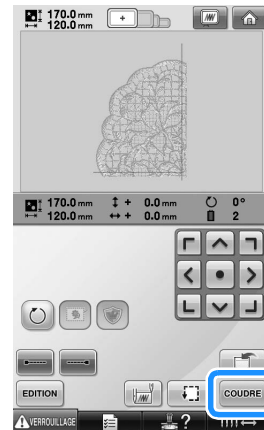 170.0 mm
120.0 mm
170.0 mm + 0.0 mm 0°
120.0 mm + 0.0 mm 2
EDITION COUDRE
VERROUILLAGE ?